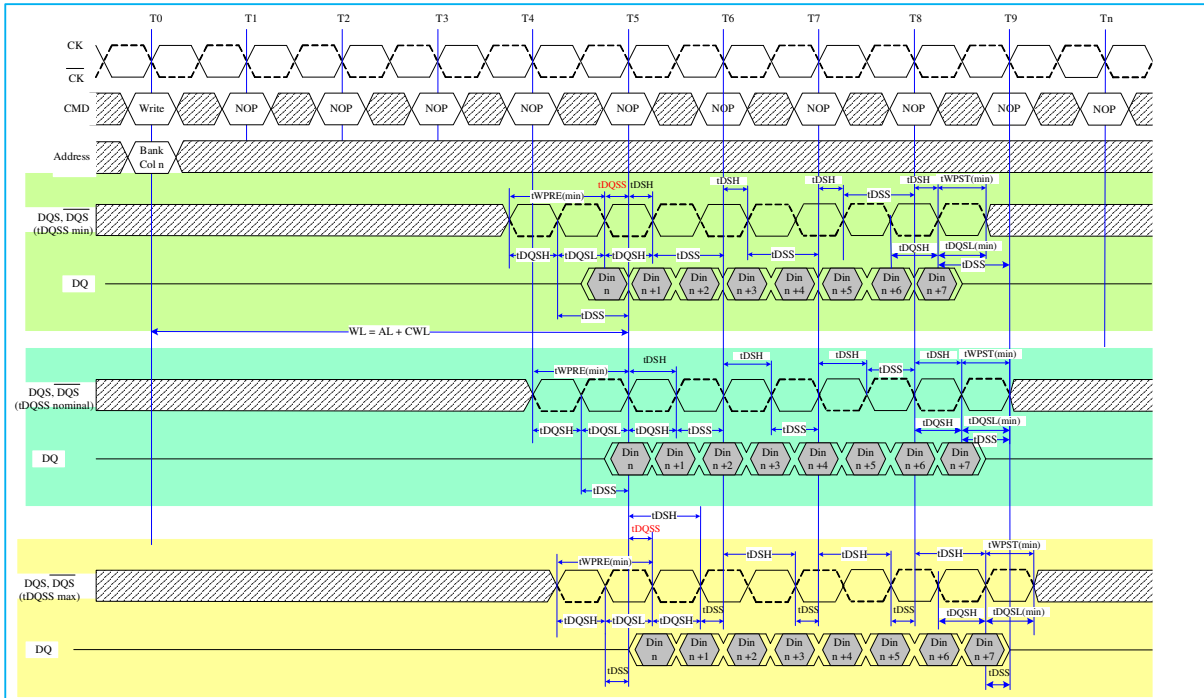 T0 T1 T2 T3 T4 T5 T6 T7 T8 T9 Tn
CK
CK
CMD Write NOP NOP NOP NOP NOP NOP NOP NOP NOP NOP
Address Bank
Col n
tDQSS tDSH tDSH tDSH tDSH tWPST(min)
tWPRE(min) tDSS
DQS, DQS
(tDQSS min)
tDQSH tDQSL tDQSH tDSS tDSS tDQSH tDQSL(min)
tDSS
DQ
Din Din Din Din Din Din Din Din
n n +1 n +2 n +3 n +4 n +5 n +6 n +7
tDSS
WL = AL + CWL
tDSH tDSH tDSH tDSH tWPST(min)
tWPRE(min) tDSS
DQS, DQS
(tDQSS nominal)
tDQSH tDQSL tDQSH tDSS tDSS tDQSH tDQSL(min)
tDSS
DQ
Din Din Din Din Din Din Din Din
n n +1 n +2 n +3 n +4 n +5 n +6 n +7
tDSS
tDSH
tDQSS
tWPRE(min) tDSH tDSH tDSH tWPST(min)
DQS, DQS
(tDQSS max)
tDQSH tDQSL tDQSH tDSS tDSS tDSS tDQSH tDQSL(min)
DQ
Din Din Din Din Din Din Din Din
n n +1 n +2 n +3 n +4 n +5 n +6 n +7
tDSS tDSS